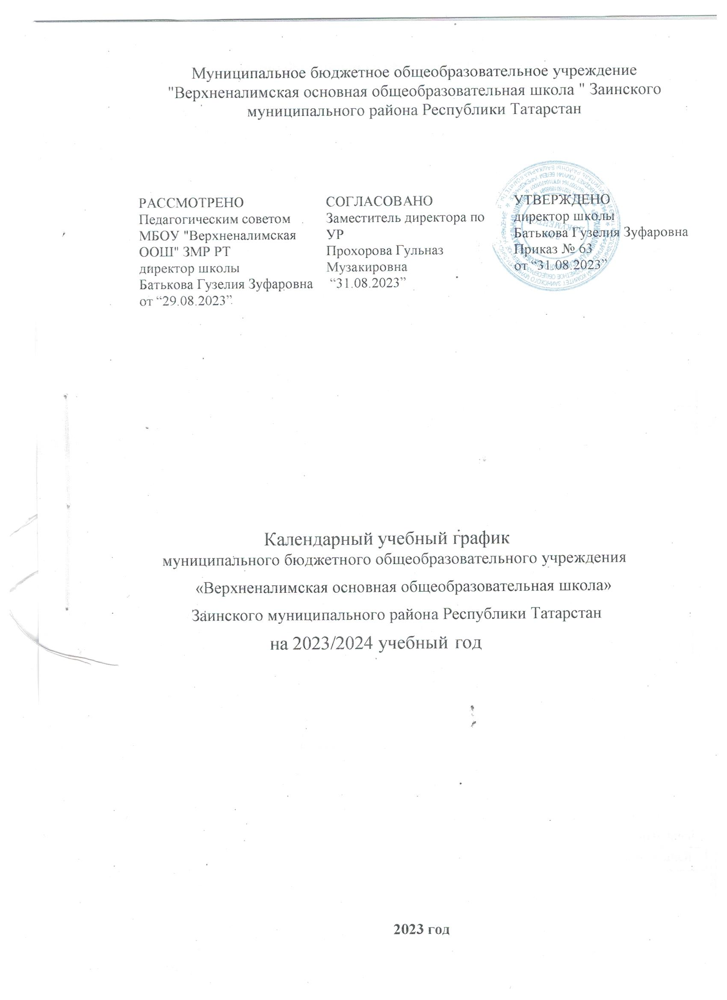 Муниципальное бюджетное общеобразовательное учреждение
"Верхненалимская основная общеобразовательная школа " Заинского
муниципального района Республики Татарстан
РАССМОТРЕНО
Педагогическим советом
МБОУ "Верхненалимская
ООШ" ЗМР РТ
директор школы
Батькова Гузелия Зуфаровна
от “29.08.2023”
СОГЛАСОВАНО
Заместитель директора по
УР
Прохорова Гульназ
Музакировна
“31.08.2023”
УТВЕРЖДЕНО
директор школы
Батькова Гузелия Зуфаровна
Приказ № 63
от “31.08.2023”
Календарный учебный график
муниципального бюджетного общеобразовательного учреждения
«Верхненалимская основная общеобразовательная школа»
Заинского муниципального района Республики Татарстан
на 2023/2024 учебный год
2023 год